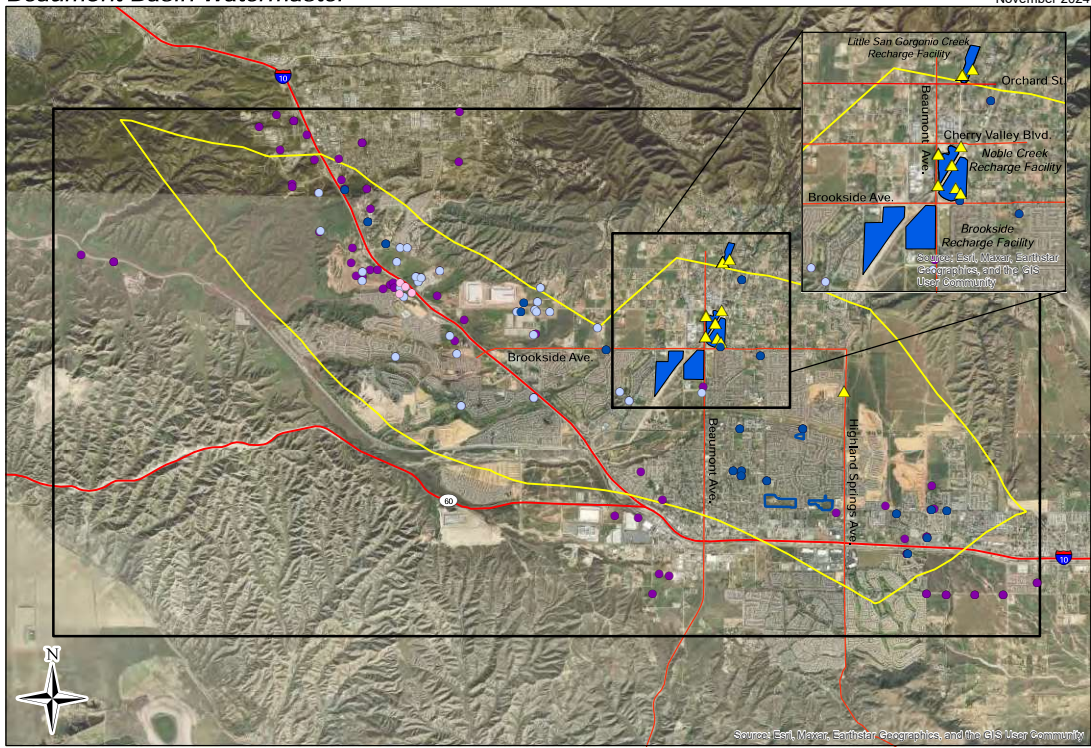 Beaumont Basin Watermaster
November 2024
10
Little San Gorgonio Creek
Recharge Facility
Orchard St.
Beaumont Ave.
Cherry Valley Blvd.
Noble Creek
Recharge Facility
Brookside Ave.
Brookside
Recharge Facility
Source: Esri, Maxar, Earthstar
Geographics, and the GIS
User Community
Brookside Ave.
Beaumont Ave.
Highland Springs Ave.
60
10
N
Source: Esri, Maxar, Earthstar Geographics, and the GIS User Community